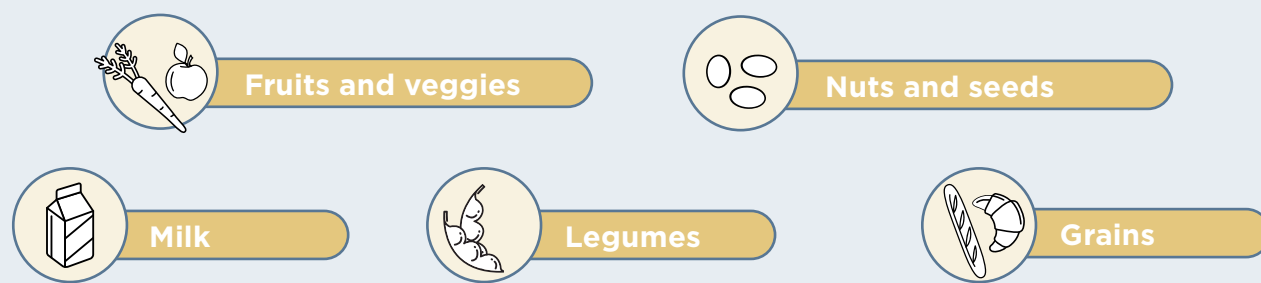 Fruits and veggies
Nuts and seeds
Milk
Legumes
Grains